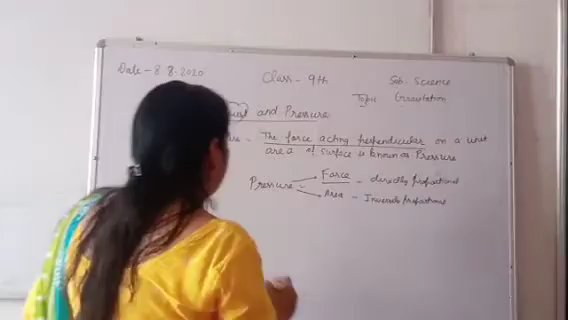 Date - 8.8.2020 Class - 9th Sub. Science
Topic Gravitation
and Pressure
- The force acting perpendicular on a unit
area of surface is known as Pressure
Pressure = Force - directly proportional
Area - Inversely proportional